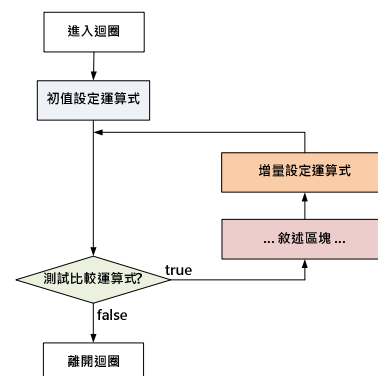 進入迴圈
初值設定運算式
增量設定運算式
... 敘述區塊 ...
測試比較運算式?
true
false
離開迴圈